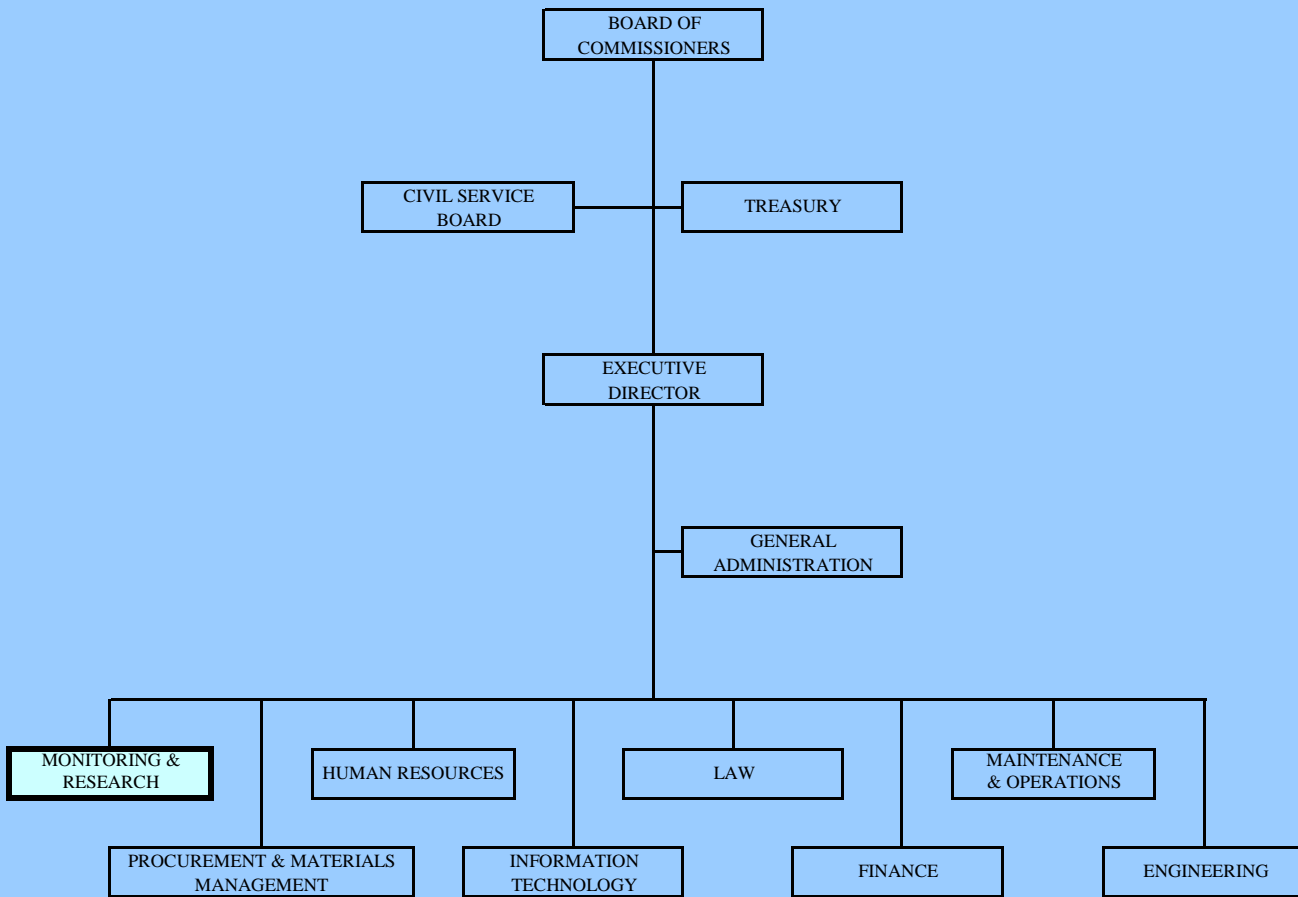 BOARD OF
COMMISSIONERS
CIVIL SERVICE
BOARD
TREASURY
EXECUTIVE
DIRECTOR
GENERAL
ADMINISTRATION
MONITORING &
RESEARCH
HUMAN RESOURCES
LAW
MAINTENANCE
& OPERATIONS
PROCUREMENT & MATERIALS
MANAGEMENT
INFORMATION
TECHNOLOGY
FINANCE
ENGINEERING